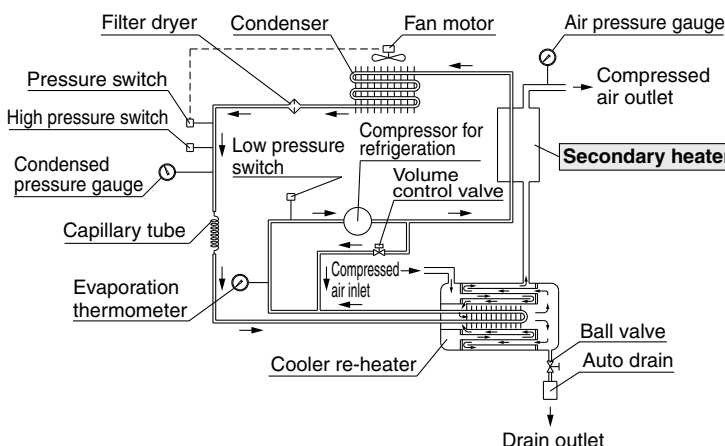 Filter dryer
Condenser
Fan motor
Air pressure gauge
Pressure switch
Compressed
air outlet
High pressure switch
Low pressure
switch
Compressor for
refrigeration
Condensed
pressure gauge
Secondary heater
Volume
control valve
Capillary tube
Compressed
air inlet
Evaporation
thermometer
Ball valve
Cooler re-heater
Auto drain
Drain outlet